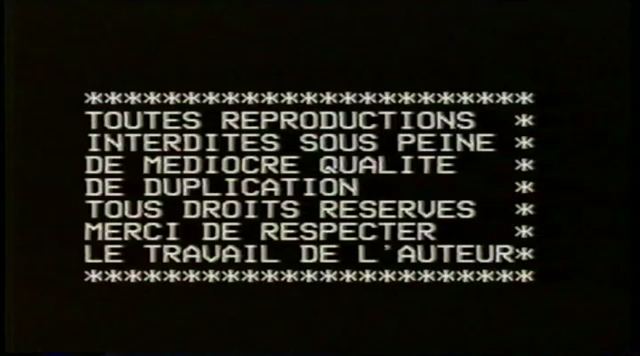 ***********************
TOUTES REPRODUCTIONS  *
INTERDITES SOUS PEINE *
DE MEDIOCRE QUALITE   *
DE DUPLICATION        *
TOUS DROITS RESERVES  *
MERCI DE RESPECTER    *
LE TRAVAIL DE L'AUTEUR*
***********************